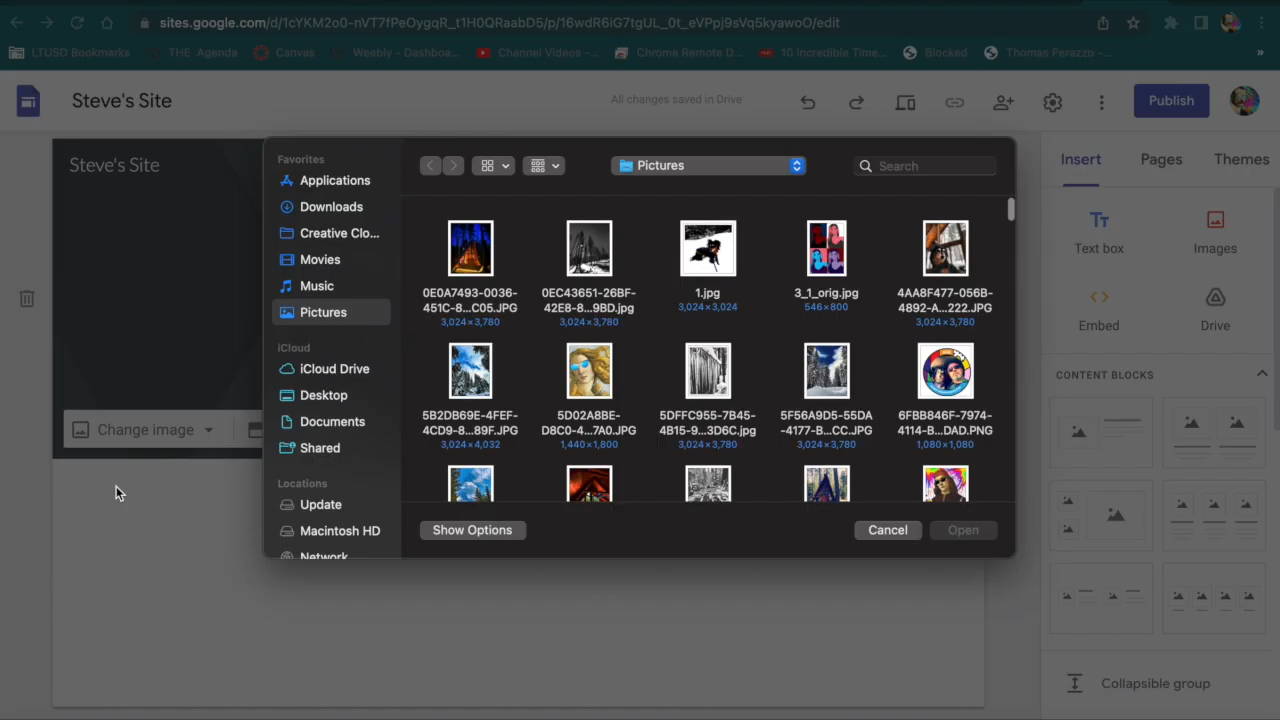 sites.google.com/d/1cYKM2o0-nVT7fPeOygqR_t1H0QRaabD5/p/16wdR6iG7tgUL_0t_eVPpj9sVq5kyawoO/edit
LTUSD Bookmarks
THE Agenda
Canvas
Weebly - Dashboa...
Channel Videos -...
Chrome Remote D...
10 Incredible Time...
Blocked
Thomas Perazzo -...
»
Steve's Site
All changes saved in Drive
Publish
Steve's Site
Change image
Favorites
Applications
Downloads
Creative Clo...
Movies
Music
Pictures
iCloud
iCloud Drive
Desktop
Documents
Shared
Locations
Update
Macintosh HD
Network
Pictures
Search
0E0A7493-0036-
451C-8...C05.JPG
3,024×3,780
0EC43651-26BF-
42E8-8...9BD.jpg
3,024×3,780
1.jpg
3,024×3,024
3_1_orig.jpg
546×800
4AA8F477-056B-
4892-A...222.JPG
3,024×3,780
5B2DB69E-4FEF-
4CD9-8...89F.JPG
3,024×4,032
5D02A8BE-
D8C0-4...7A0.JPG
1,440×1,800
5DFFC955-7B45-
4B15-9...3D6C.jpg
3,024×3,780
5F56A9D5-55DA
-4177-B...CC.JPG
3,024×3,780
6FBB846F-7974-
4114-B...DAD.PNG
1,080×1,080
Show Options
Cancel
Open
Insert
Pages
Themes
Tт
Text box
Images
Embed
Drive
CONTENT BLOCKS
Collapsible group